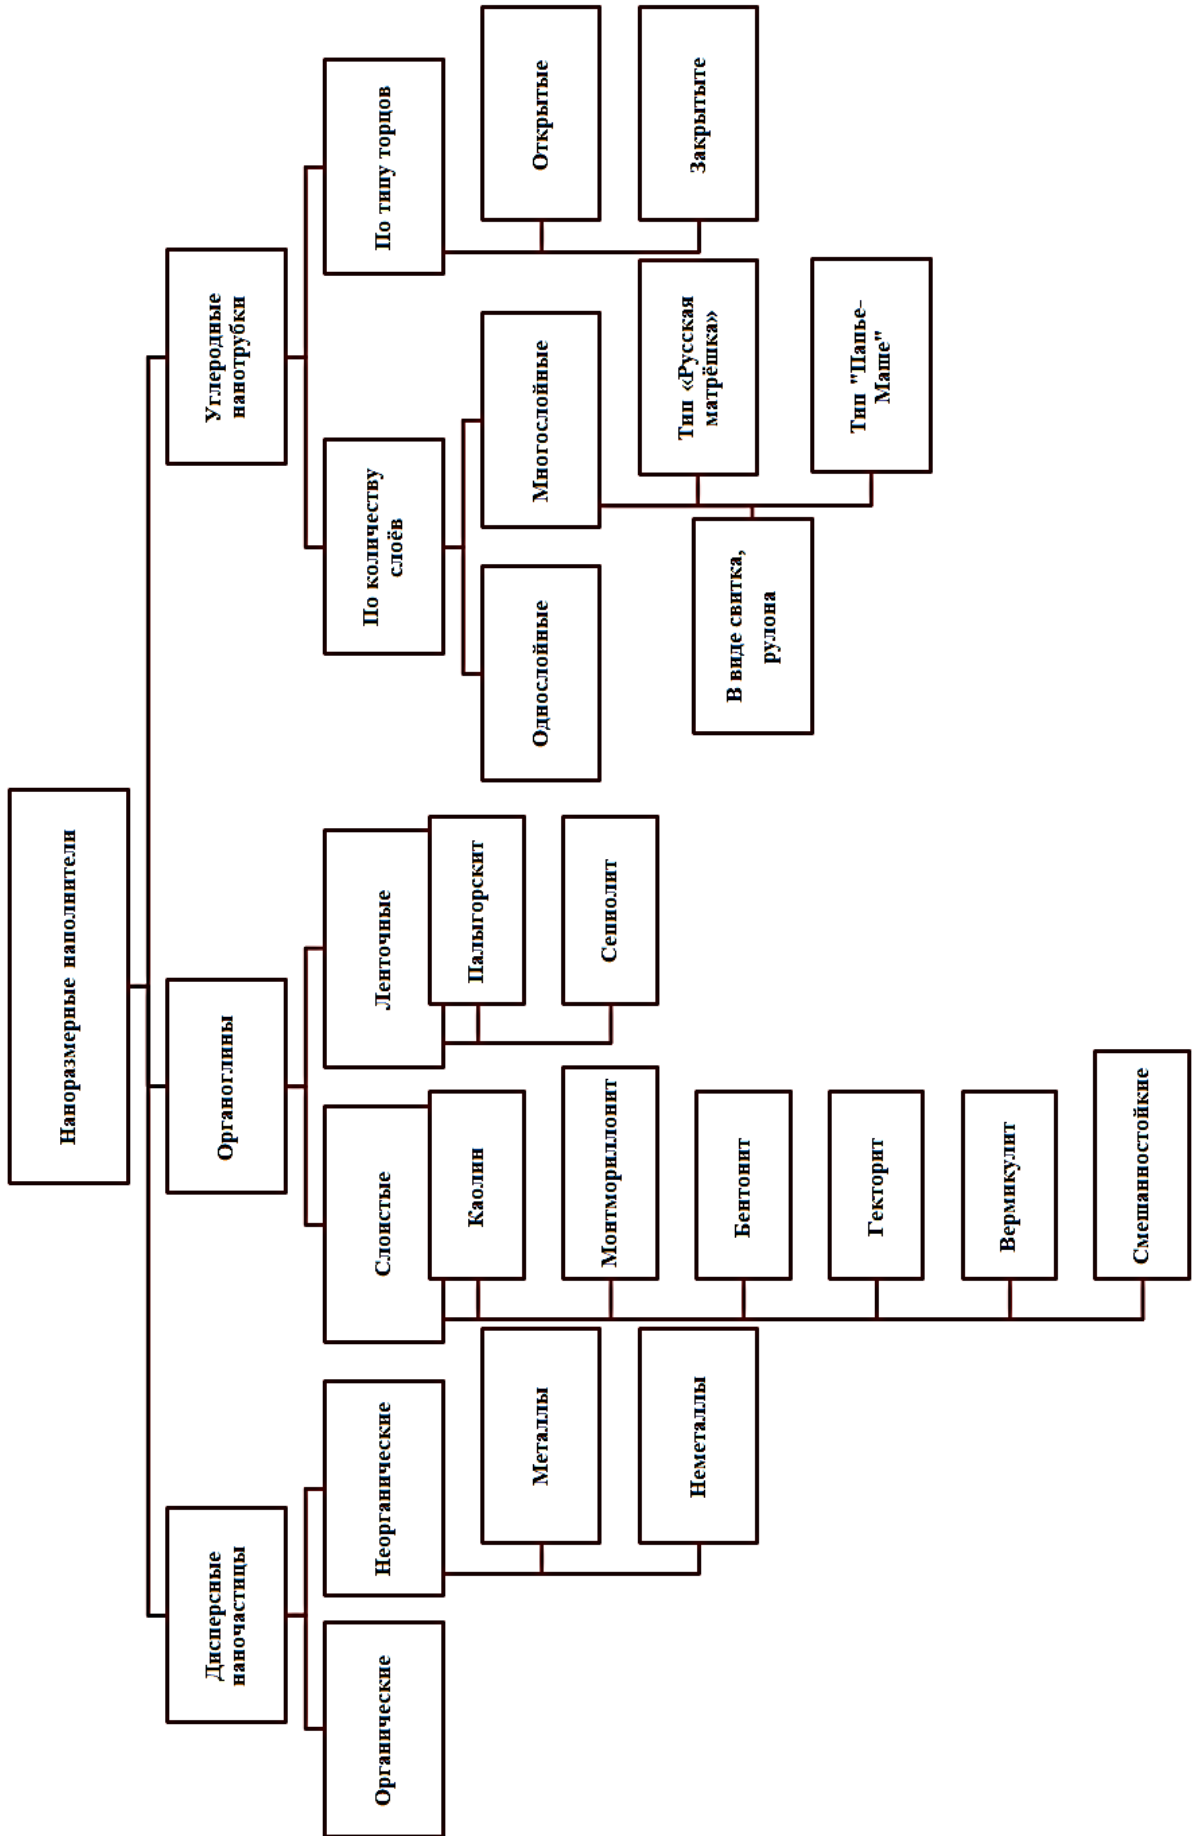 Наноразмерные наполнители
Дисперсные
наночастицы
Органоглины
Углеродные
нанотрубки
Органические
Неорганические
Слоистые
Ленточные
По количеству
слоёв
По типу торцов
Металлы
Неметаллы
Каолин
Монтмориллонит
Бентонит
Гекторит
Вермикулит
Смешанностойкие
Палыгорскит
Сепиолит
Однослойные
Многослойные
В виде свитка,
рулона
Тип «Русская
матрёшка»
Тип "Папье-
Маше"
Открытые
Закрытыте